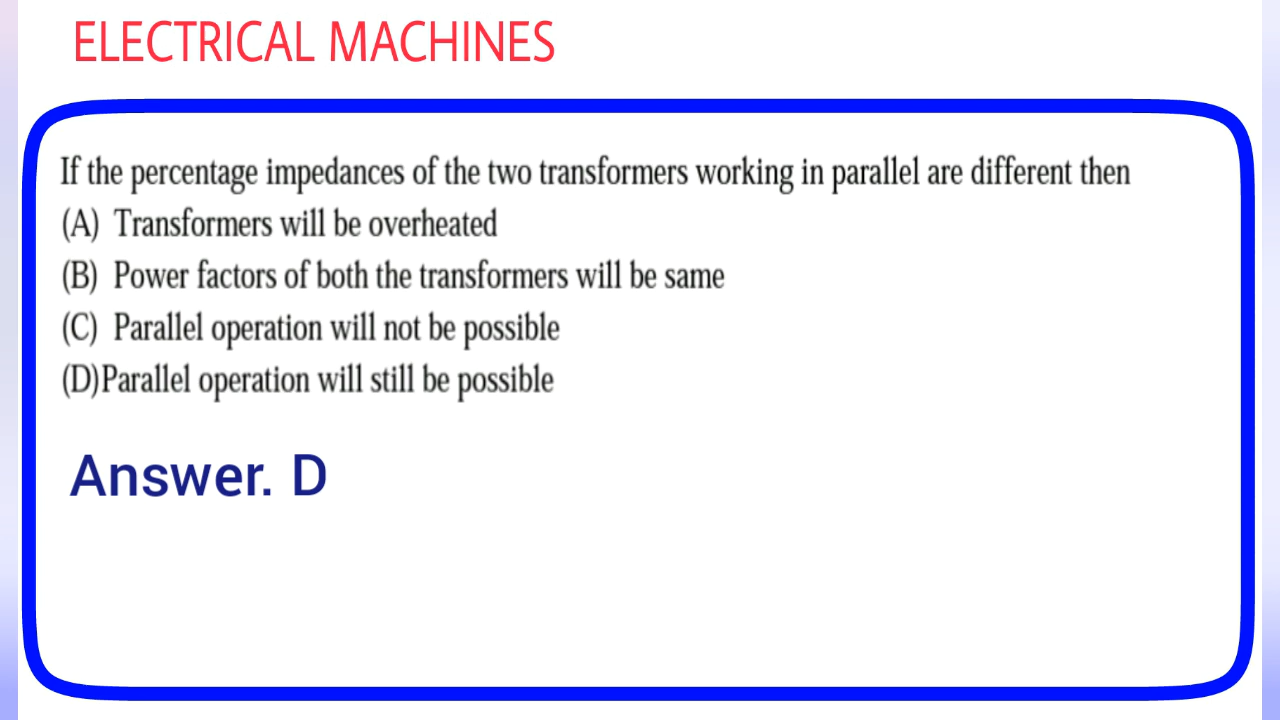 ELECTRICAL MACHINES
If the percentage impedances of the two transformers working in parallel are different then
(A) Transformers will be overheated
(B) Power factors of both the transformers will be same
(C) Parallel operation will not be possible
(D)Parallel operation will still be possible
Answer. D